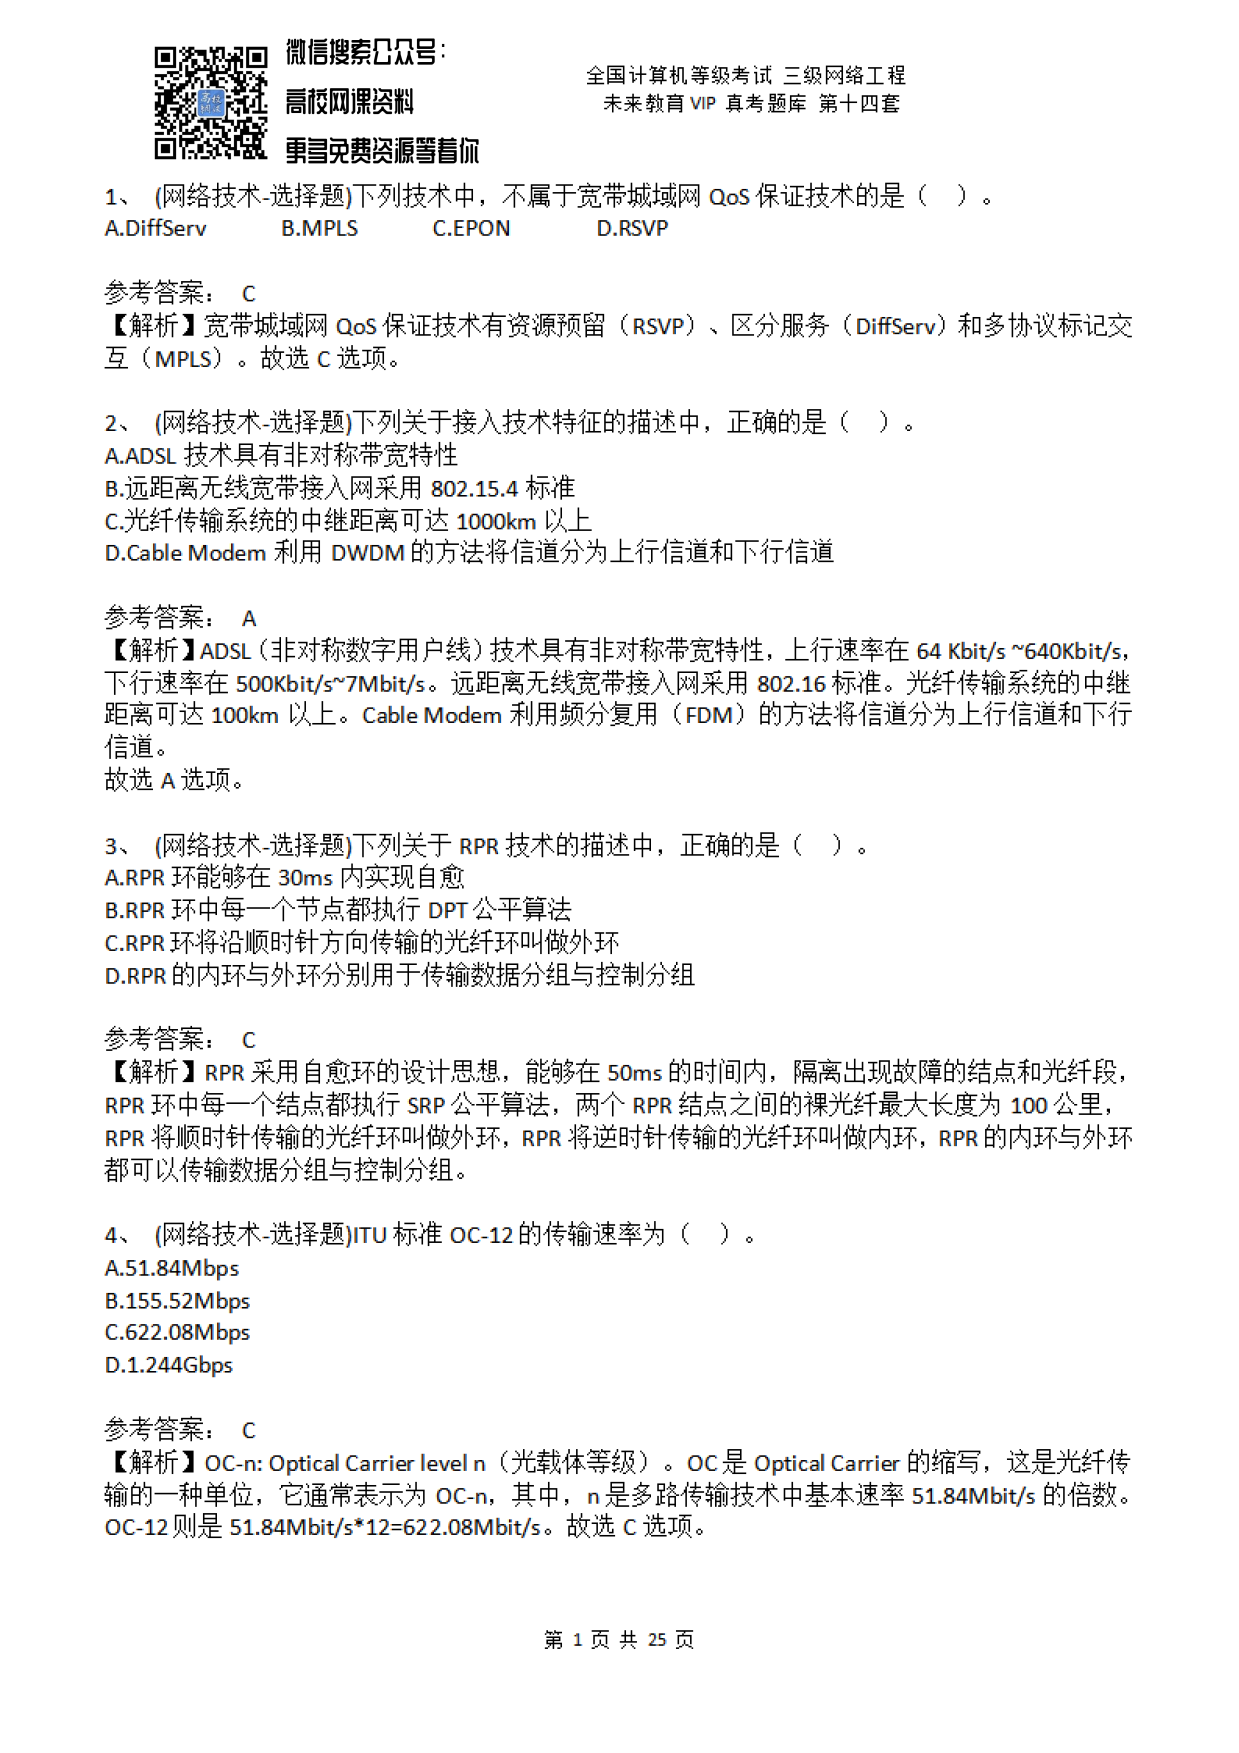 微信搜索公众号：
高校网课资料
更多免费资源等着你
全国计算机等级考试 三级网络工程
未来教育 VIP 真考题库 第十四套
高校
1、 (网络技术-选择题)下列技术中，不属于宽带城域网 QoS 保证技术的是（ ）。
A.DiffServ B.MPLS C.EPON D.RSVP
参考答案： C
【解析】宽带城域网 QoS 保证技术有资源预留（RSVP）、区分服务（DiffServ）和多协议标记交
互（MPLS）。故选 C 选项。
2、 (网络技术-选择题)下列关于接入技术特征的描述中，正确的是（ ）。
A.ADSL 技术具有非对称带宽特性
B.远距离无线宽带接入网采用 802.15.4 标准
C.光纤传输系统的中继距离可达 1000km 以上
D.Cable Modem 利用 DWDM 的方法将信道分为上行信道和下行信道
参考答案： A
【解析】ADSL（非对称数字用户线）技术具有非对称带宽特性，上行速率在 64 Kbit/s ~640Kbit/s，
下行速率在 500Kbit/s~7Mbit/s。远距离无线宽带接入网采用 802.16 标准。光纤传输系统的中继
距离可达 100km 以上。Cable Modem 利用频分复用（FDM）的方法将信道分为上行信道和下行
信道。
故选 A 选项。
3、 (网络技术-选择题)下列关于 RPR 技术的描述中，正确的是（ ）。
A.RPR 环能够在 30ms 内实现自愈
B.RPR 环中每一个节点都执行 DPT 公平算法
C.RPR 环将沿顺时针方向传输的光纤环叫做外环
D.RPR 的内环与外环分别用于传输数据分组与控制分组
参考答案： C
【解析】RPR 采用自愈环的设计思想，能够在 50ms 的时间内，隔离出现故障的结点和光纤段，
RPR 环中每一个结点都执行 SRP 公平算法，两个 RPR 结点之间的裸光纤最大长度为 100 公里，
RPR 将顺时针传输的光纤环叫做外环，RPR 将逆时针传输的光纤环叫做内环，RPR 的内环与外环
都可以传输数据分组与控制分组。
4、 (网络技术-选择题)ITU 标准 OC-12 的传输速率为（ ）。
A.51.84Mbps
B.155.52Mbps
C.622.08Mbps
D.1.244Gbps
参考答案： C
【解析】OC-n: Optical Carrier level n（光载体等级）。OC 是 Optical Carrier 的缩写，这是光纤传
输的一种单位，它通常表示为 OC-n，其中，n 是多路传输技术中基本速率 51.84Mbit/s 的倍数。
OC-12 则是 51.84Mbit/s*12=622.08Mbit/s。故选 C 选项。
第 1 页 共 25 页